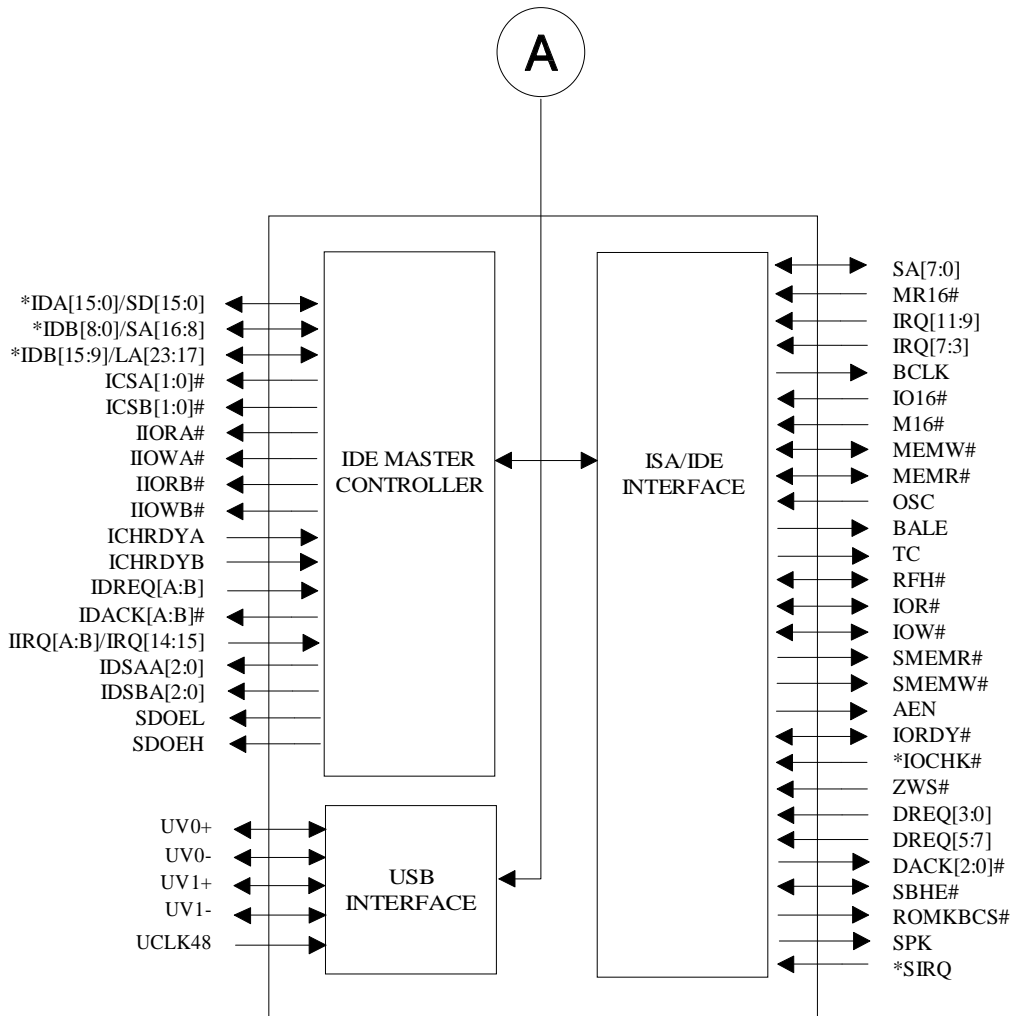 A
*IDA[15:0]/SD[15:0]
*IDB[8:0]/SA[16:8]
*IDB[15:9]/LA[23:17]
ICSA[1:0]#
ICSB[1:0]#
IIORA#
IIOWA#
IIORB#
IIOWB#
ICHRDYA
ICHRDYB
IDREQ[A:B]
IDACK[A:B]#
IIRQ[A:B]/IRQ[14:15]
IDSAA[2:0]
IDSBA[2:0]
SDOEL
SDOEH
IDE MASTER
CONTROLLER
UV0+
UV0-
UV1+
UV1-
UCLK48
USB
INTERFACE
ISA/IDE
INTERFACE
SA[7:0]
MR16#
IRQ[11:9]
IRQ[7:3]
BCLK
IO16#
M16#
MEMW#
MEMR#
OSC
BALE
TC
RFH#
IOR#
IOW#
SMEMR#
SMEMW#
AEN
IORDY#
*IOCHK#
ZWS#
DREQ[3:0]
DREQ[5:7]
DACK[2:0]#
SBHE#
ROMKBCS#
SPK
*SIRQ